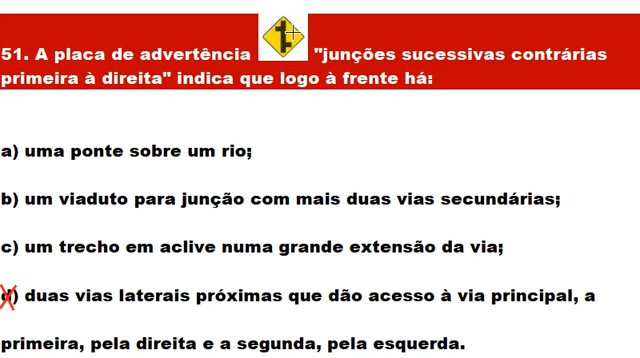 51. A placa de advertência "junções sucessivas contrárias
primeira à direita" indica que logo à frente há:
a) uma ponte sobre um rio;
b) um viaduto para junção com mais duas vias secundárias;
c) um trecho em aclive numa grande extensão da via;
d) duas vias laterais próximas que dão acesso à via principal, a
primeira, pela direita e a segunda, pela esquerda.